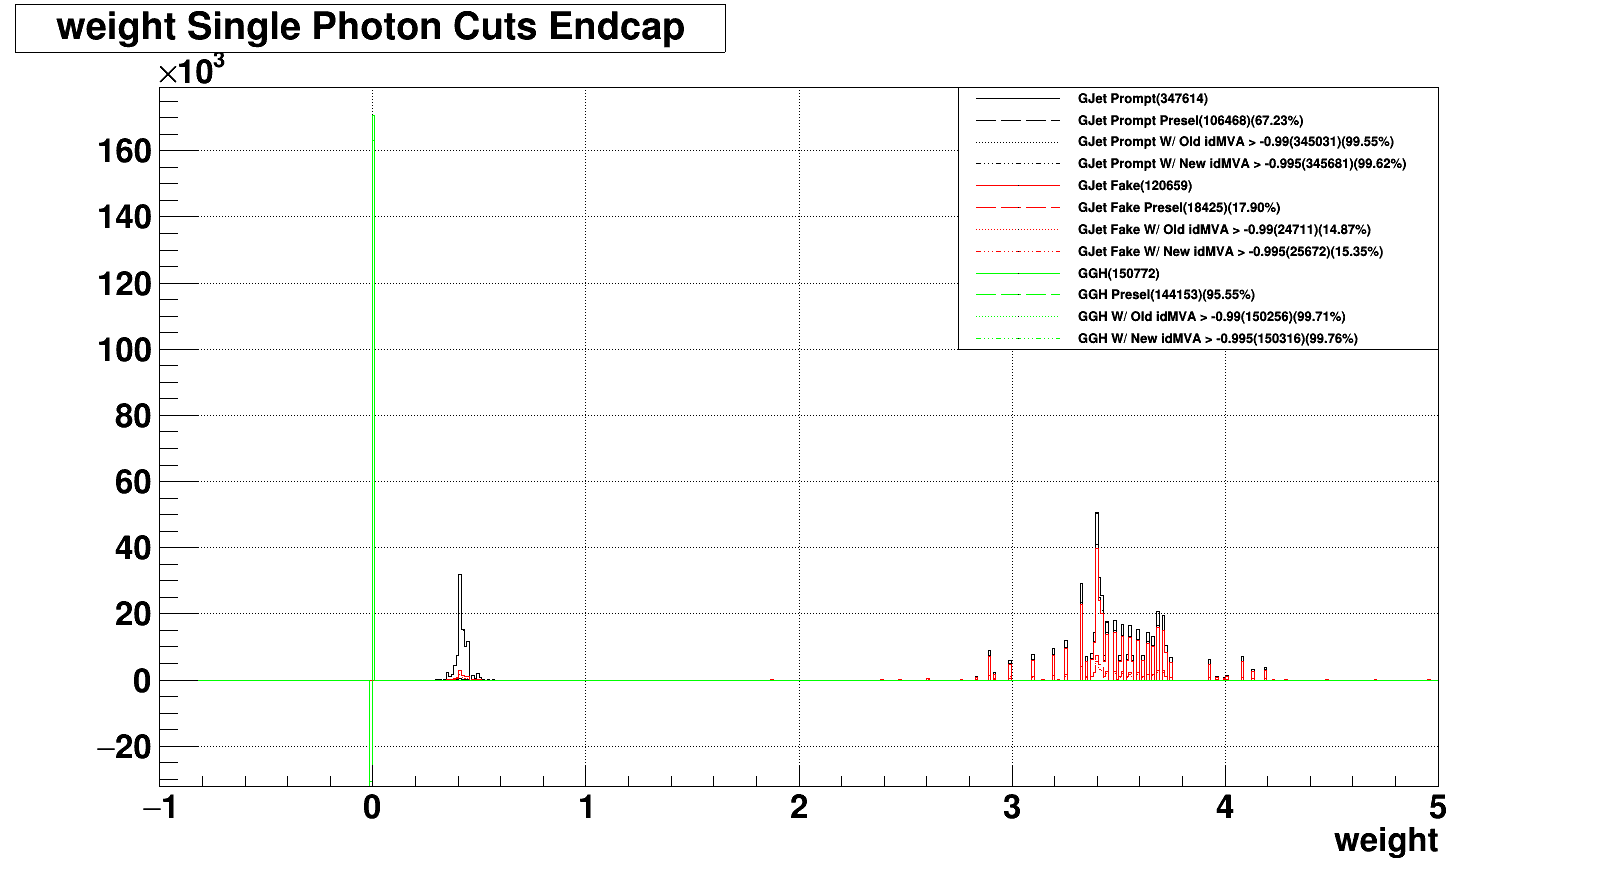 weight Single Photon Cuts Endcap
×10³
GJet Prompt(347614)
GJet Prompt Presel(106468)(67.23%)
GJet Prompt W/ Old idMVA > -0.99(345031)(99.55%)
GJet Prompt W/ New idMVA > -0.995(345681)(99.62%)
GJet Fake(120659)
GJet Fake Presel(18425)(17.90%)
GJet Fake W/ Old idMVA > -0.99(24711)(14.87%)
GJet Fake W/ New idMVA > -0.995(25672)(15.35%)
GGH(150772)
GGH Presel(144153)(95.55%)
GGH W/ Old idMVA > -0.99(150256)(99.71%)
GGH W/ New idMVA > -0.995(150316)(99.76%)
160
140
120
100
80
60
40
20
0
−20
−1 0 1 2 3 4 5
weight